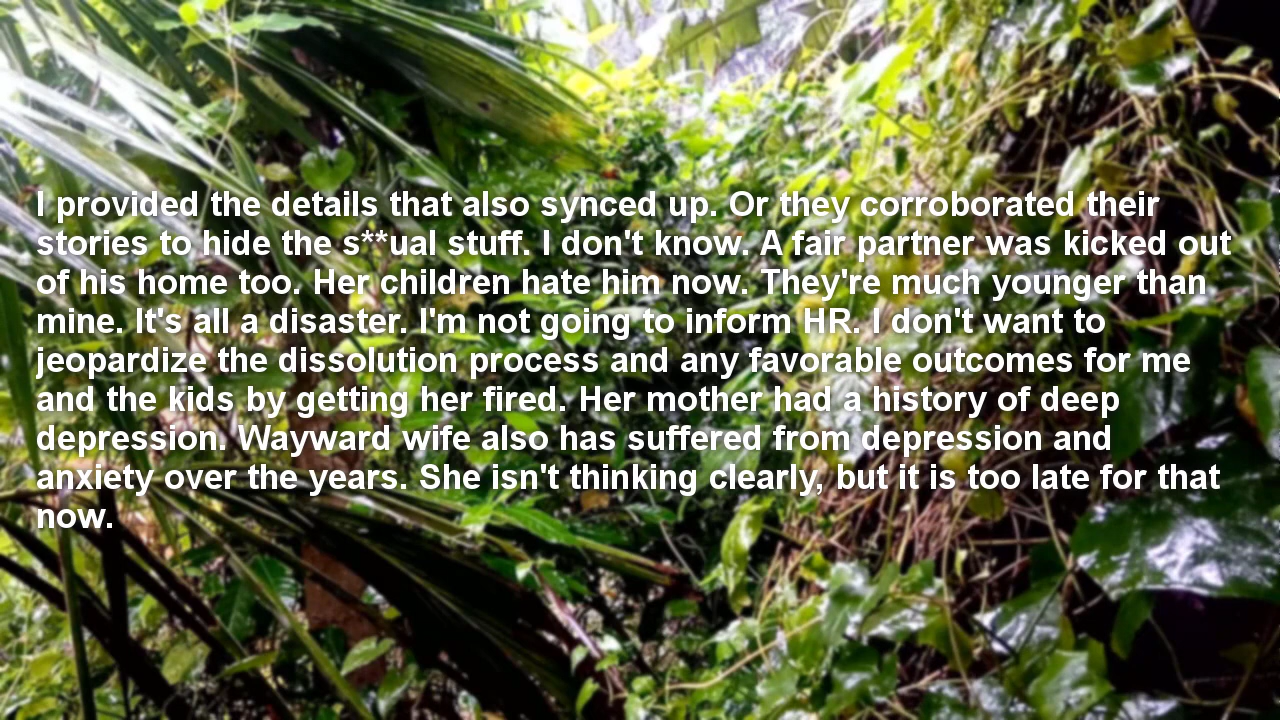 I provided the details that also synced up. Or they corroborated their
stories to hide the s**ual stuff. I don't know. A fair partner was kicked out
of his home too. Her children hate him now. They're much younger than
mine. It's all a disaster. I'm not going to inform HR. I don't want to
jeopardize the dissolution process and any favorable outcomes for me
and the kids by getting her fired. Her mother had a history of deep
depression. Wayward wife also has suffered from depression and
anxiety over the years. She isn't thinking clearly, but it is too late for that
now.